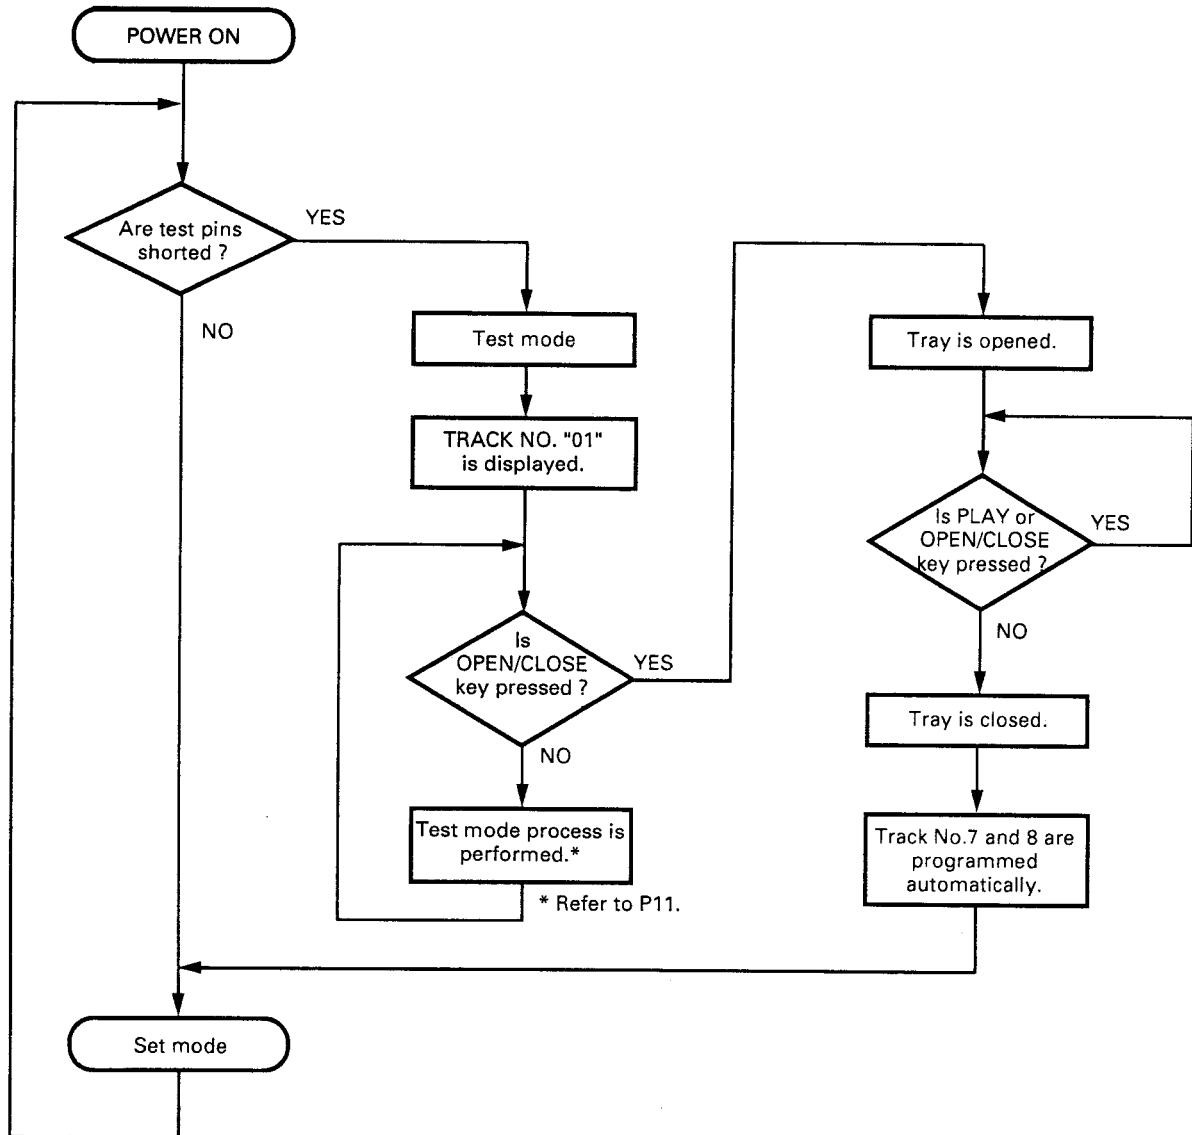 POWER ON
Are test pins
shorted ?
YES
NO
Test mode
TRACK NO. "01"
is displayed.
Is
OPEN/CLOSE
key pressed ?
YES
NO
Test mode process is
performed.*
* Refer to P11.
Tray is opened.
Is PLAY or
OPEN/CLOSE
key pressed ?
YES
NO
Tray is closed.
Track No.7 and 8 are
programmed
automatically.
Set mode